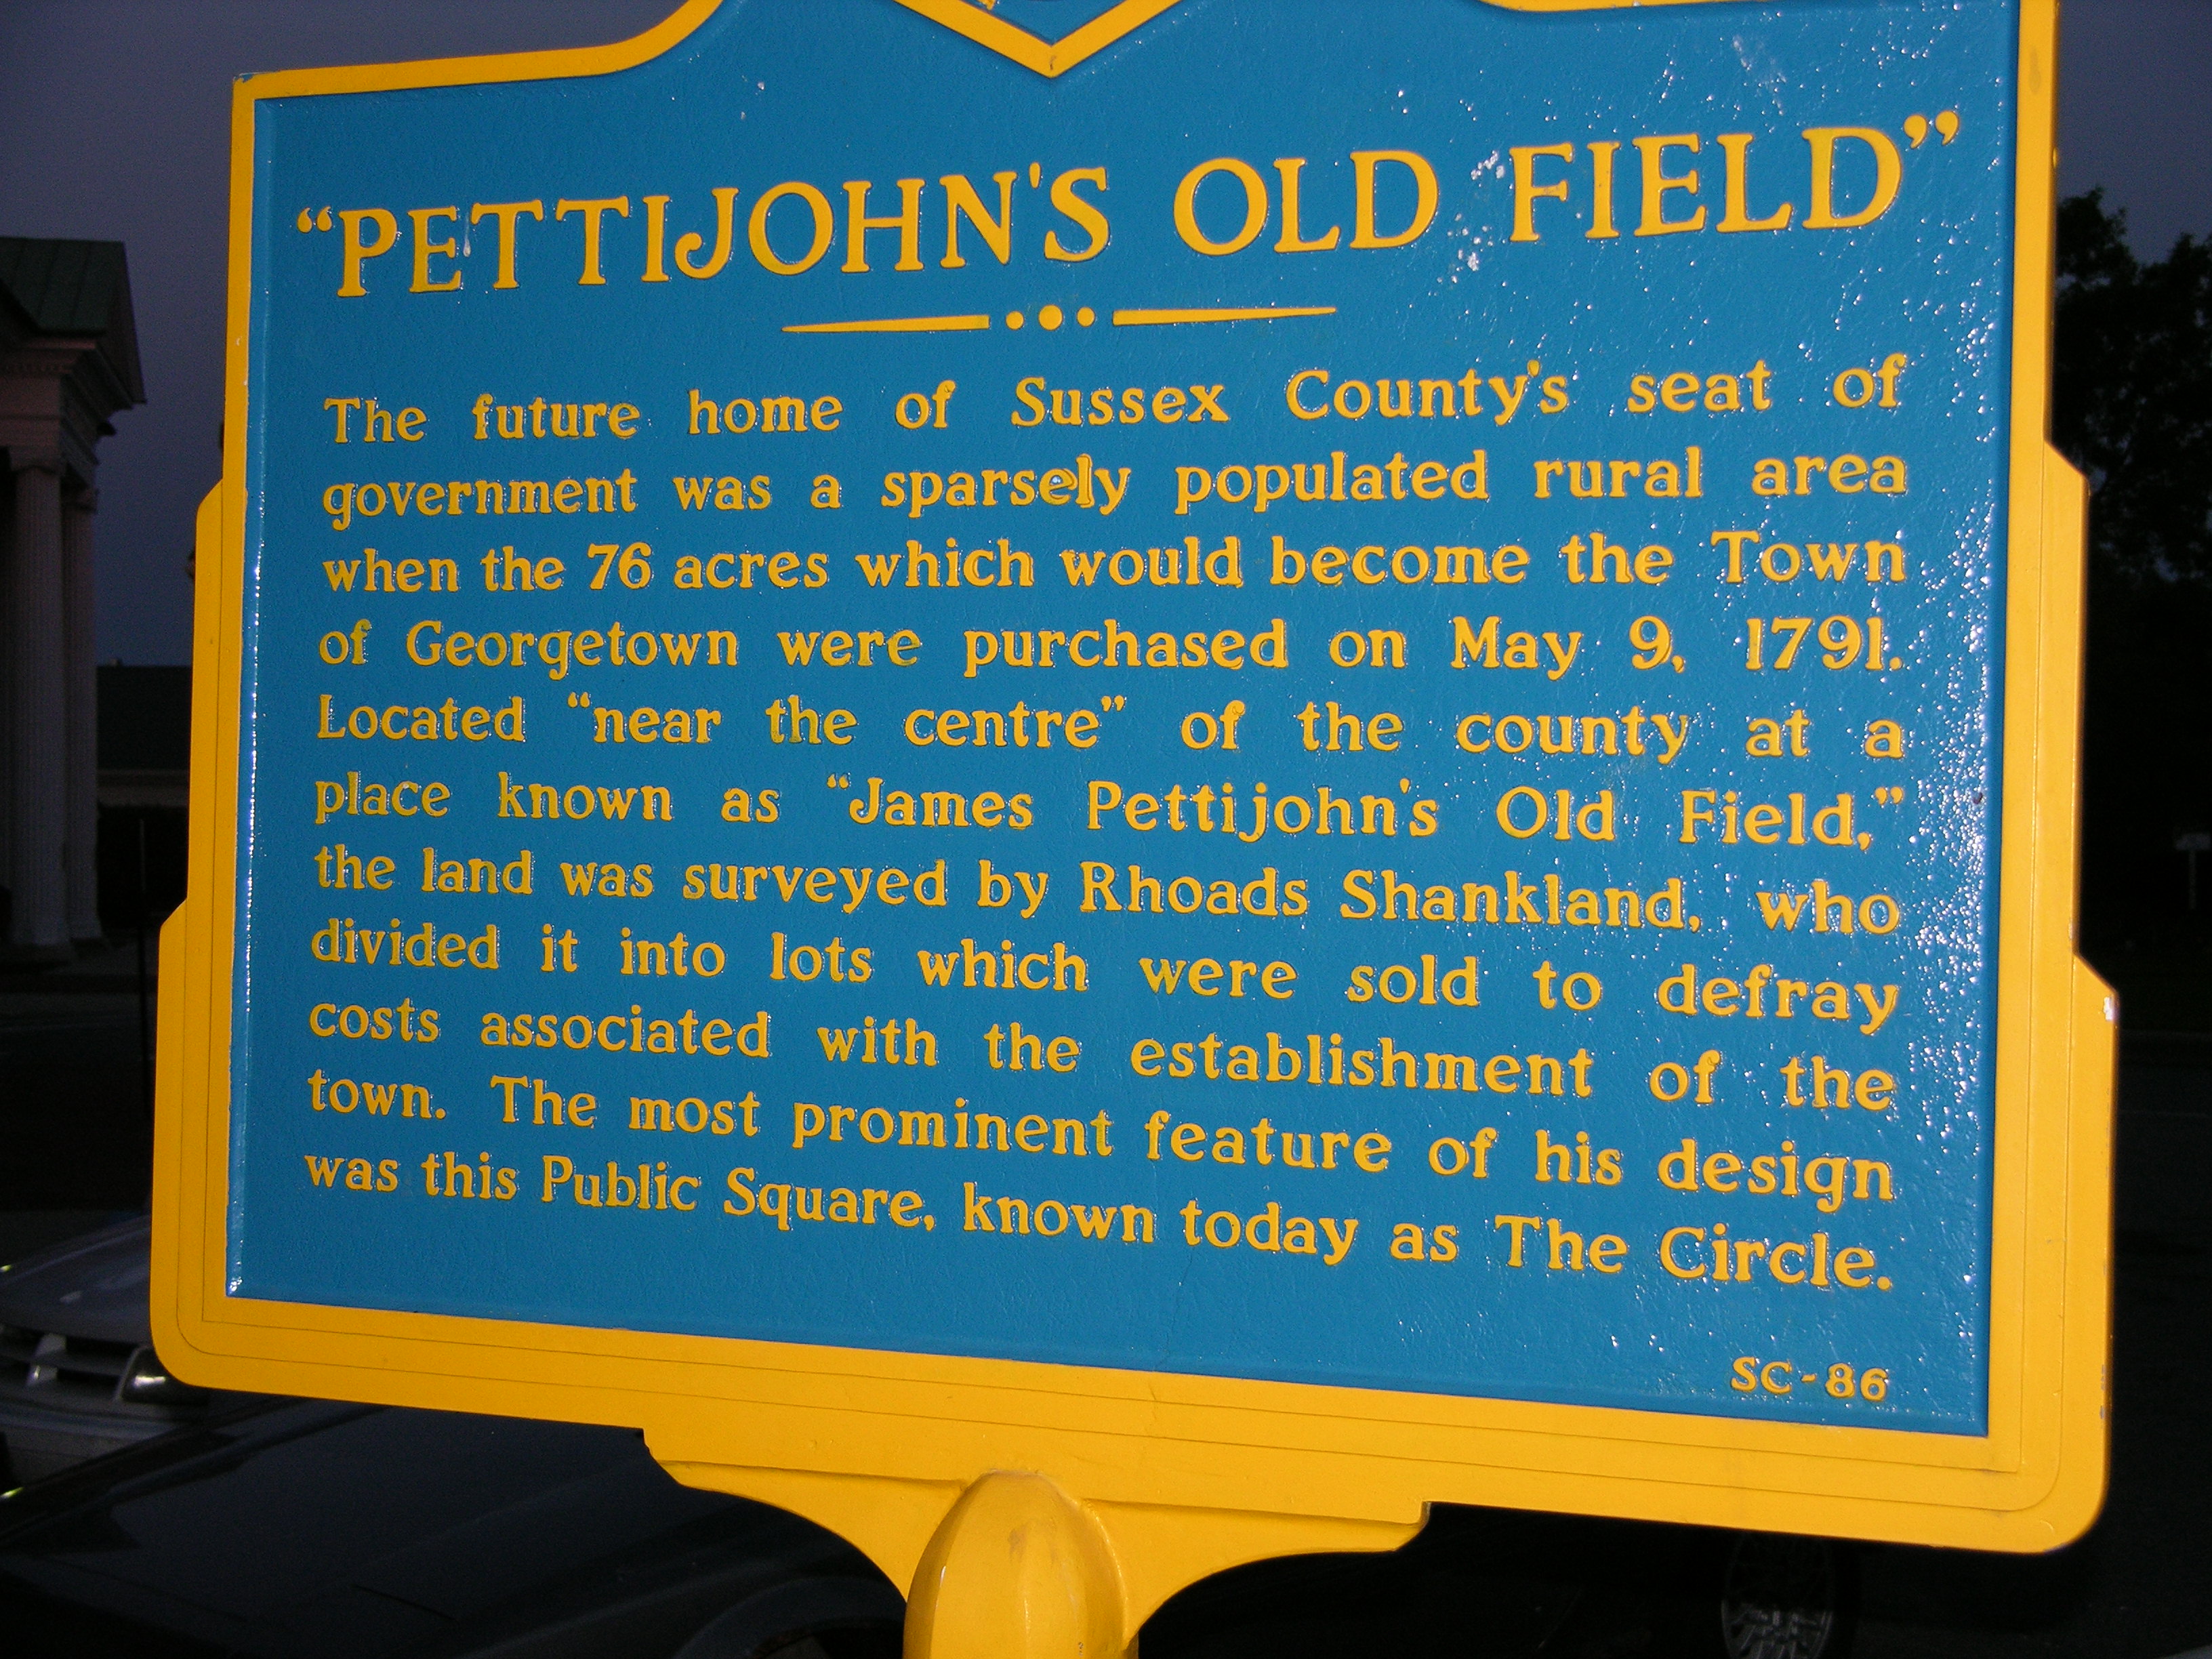 “PETTIJOHN'S OLD FIELD”
The future home of Sussex County's seat of
government was a sparsely populated rural area
when the 76 acres which would become the Town
of Georgetown were purchased on May 9, 1791.
Located “near the centre” of the county at a
place known as “James Pettijohn's Old Field,”
the land was surveyed by Rhoads Shankland, who
divided it into lots which were sold to defray
costs associated with the establishment of the
town. The most prominent feature of his design
was this Public Square, known today as The Circle.
SC-86